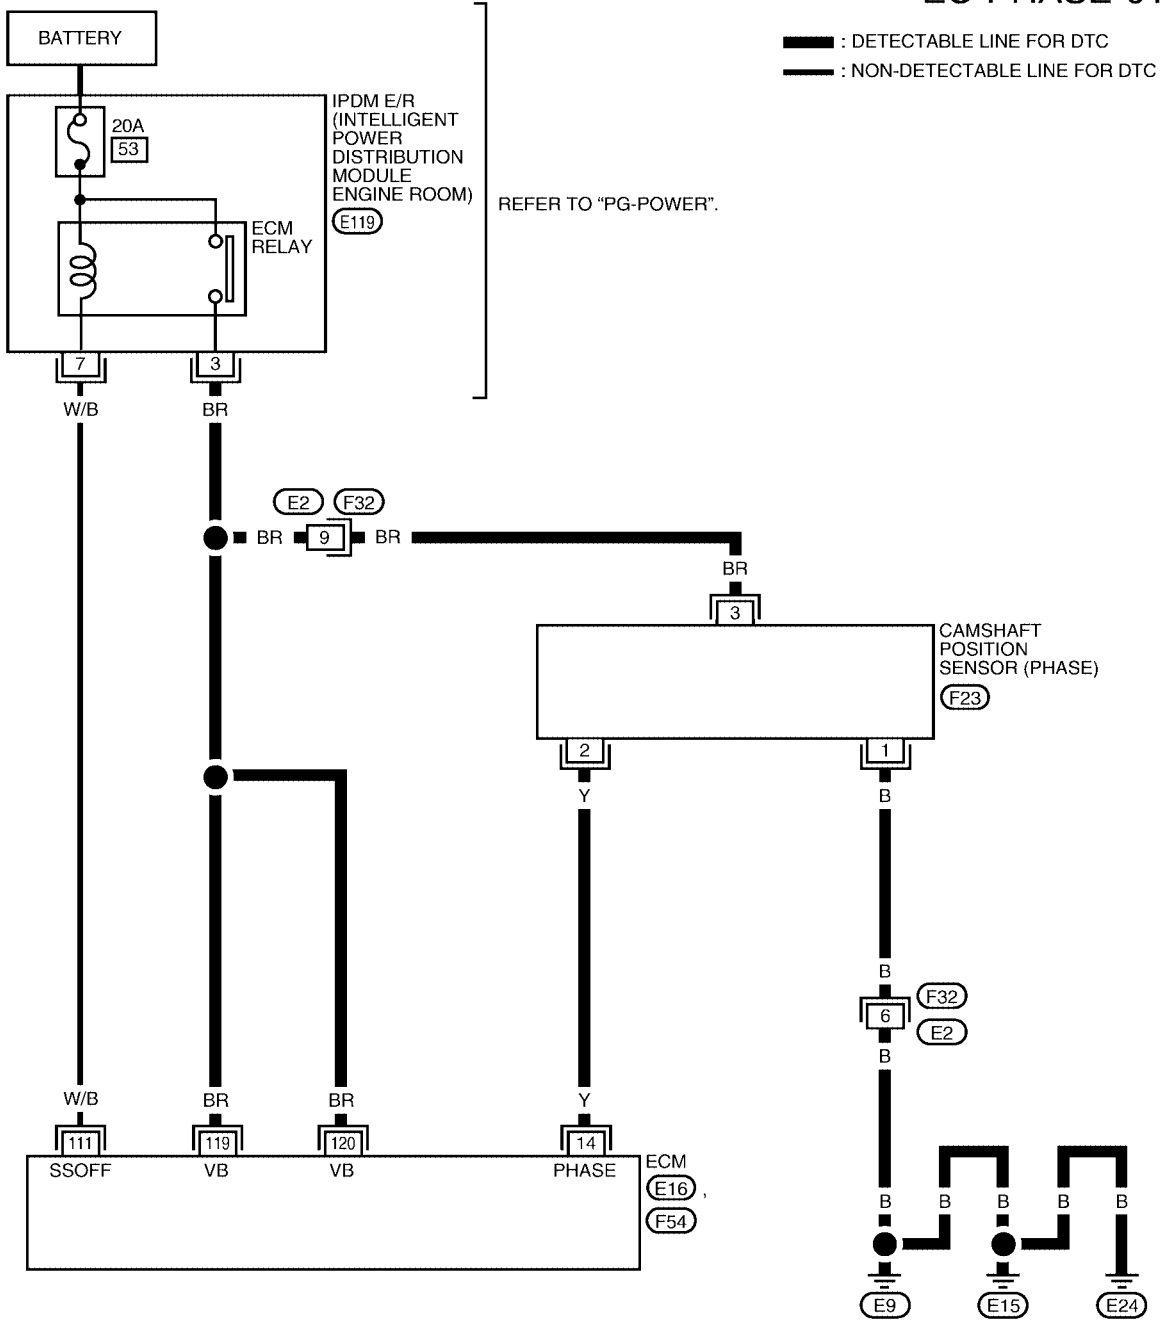 BATTERY
: DETECTABLE LINE FOR DTC
: NON-DETECTABLE LINE FOR DTC
20A
53
IPDM E/R
(INTELLIGENT
POWER
DISTRIBUTION
MODULE
ENGINE ROOM)
E119
REFER TO “PG-POWER”.
ECM
RELAY
7
3
W/B
BR
E2
F32
BR
9
BR
BR
3
CAMSHAFT
POSITION
SENSOR (PHASE)
F23
2
1
Y
B
B
F32
6
E2
B
W/B
BR
BR
Y
111
119
120
14
SSOFF
VB
VB
PHASE
ECM
E16 ,
F54
B
B
B
B
B
E9
E15
E24